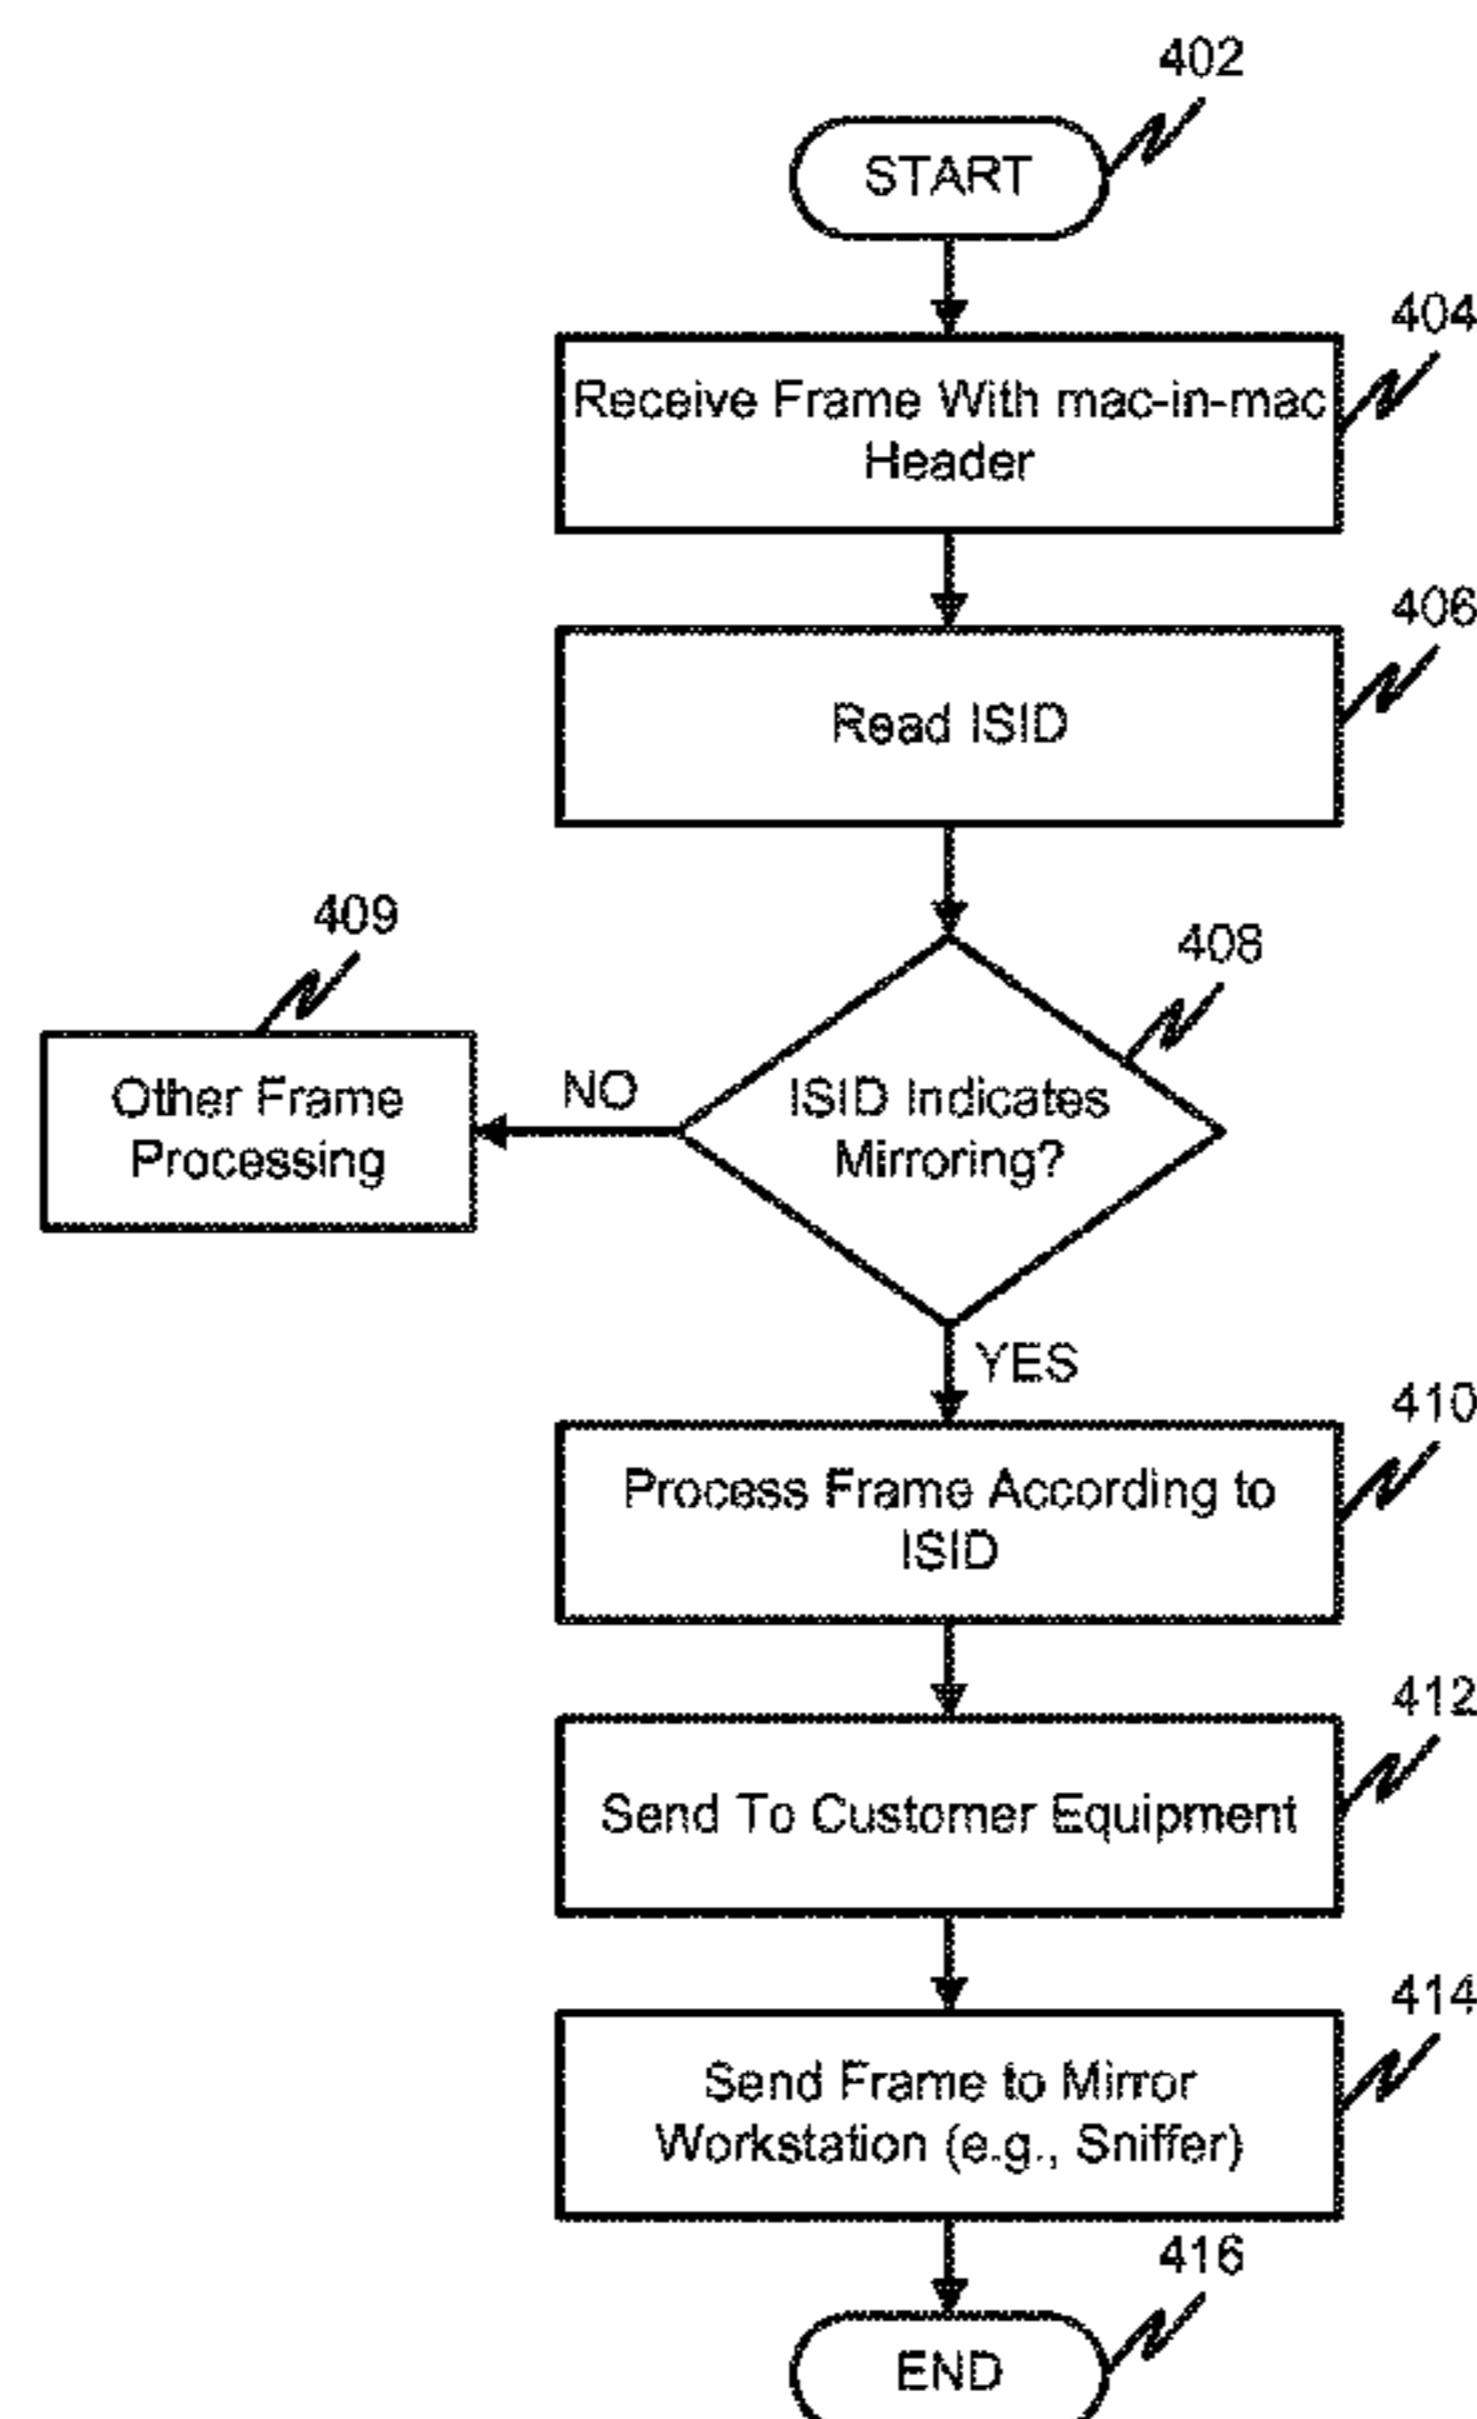 402
START
404
Receive Frame With mac-in-mac
Header
406
Read ISID
409
408
Other Frame
Processing
NO
ISID Indicates
Mirroring?
YES
410
Process Frame According to
ISID
412
Send To Customer Equipment
414
Send Frame to Mirror
Workstation (e.g., Sniffer)
416
END